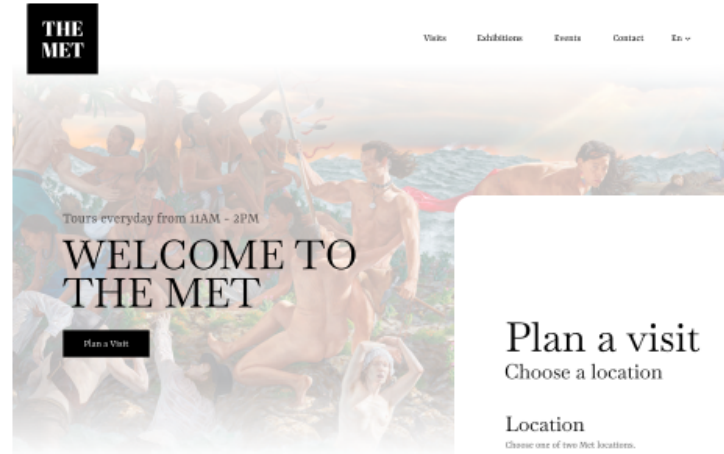 THE
MET
Visits Exhibitions Events Contact En
Tours everyday from 11AM - 2PM
WELCOME TO
THE MET
Plan a Visit
Plan a visit
Choose a location
Location
Choose one of two Met locations.